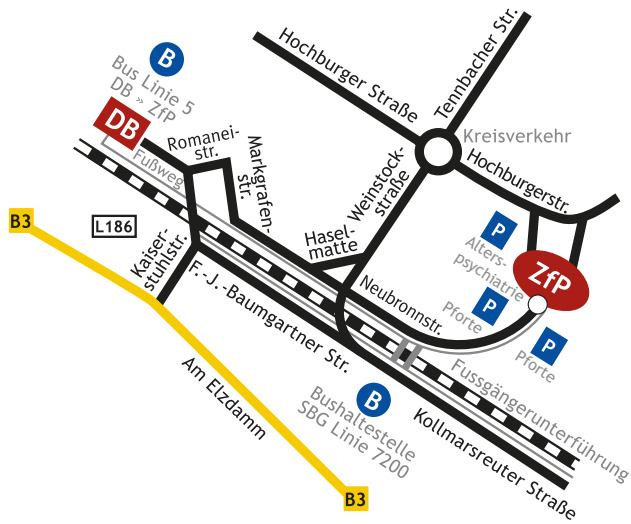 Tennbacher Str.
Hochburger Straße
B
Bus Linie 5
DB » ZfP
DB
Romanei-
str.
Markgrafen-
str.
Fußweg
Kreisverkehr
Hochburgerstr.
Weinstock-
straße
Hasel-
matte
B3
L186
Kaiser-
stuhlstr.
P
Alters-
psychiatrie
ZfP
P
Pforte
P
Pforte
Neubronnstr.
F.-J.-Baumgartner Str.
Am Elzdamm
Fussgängerunterführung
B
Bushaltestelle
SBG Linie 7200
Kollmarsreuter Straße
B3